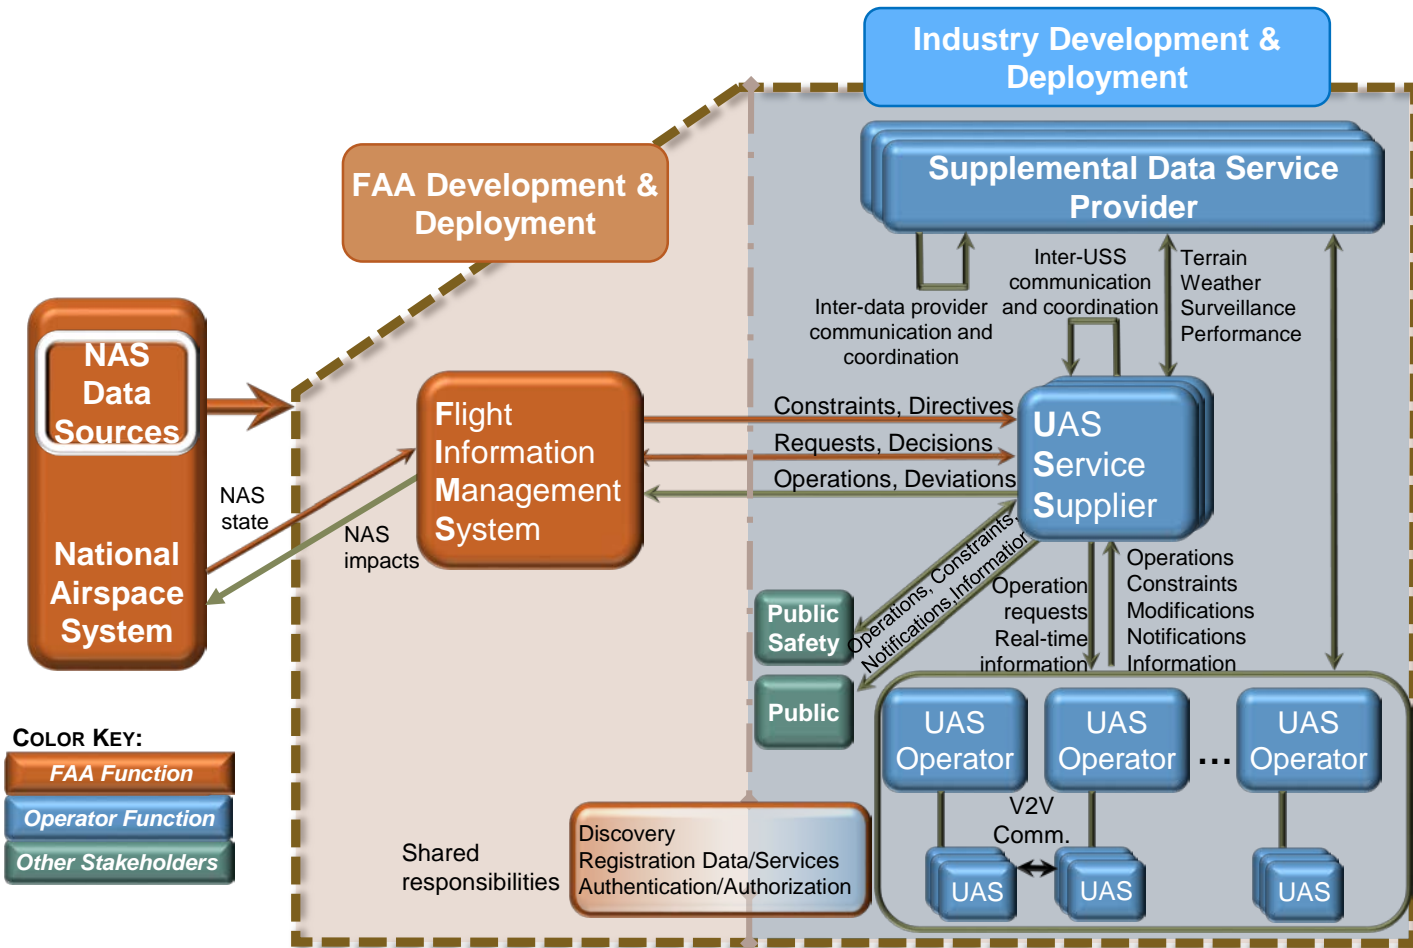 Industry Development &
Deployment
FAA Development &
Deployment
Supplemental Data Service
Provider
Inter-data provider
communication and
coordination
Inter-USS
communication
and coordination
Terrain
Weather
Surveillance
Performance
NAS
Data
Sources
National
Airspace
System
NAS
state
NAS
impacts
Flight
Information
Management
System
Constraints, Directives
Requests, Decisions
Operations, Deviations
UAS
Service
Supplier
Operations, Constraints,
Notifications,Information
Public
Safety
Public
Operation
requests
Real-time
information
Operations
Constraints
Modifications
Notifications
Information
UAS
Operator
UAS
Operator
...
UAS
Operator
V2V
Comm.
UAS
UAS
UAS
COLOR KEY:
FAA Function
Operator Function
Other Stakeholders
Shared
responsibilities
Discovery
Registration Data/Services
Authentication/Authorization